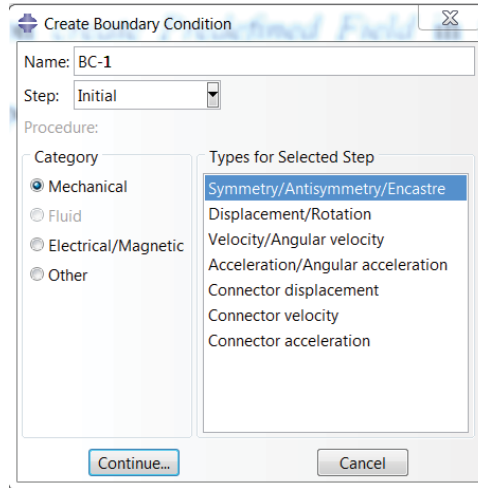 Create Boundary Condition
Name: BC-1
Step: Initial
Procedure:
Category
Mechanical
Fluid
Electrical/Magnetic
Other
Types for Selected Step
Symmetry/Antisymmetry/Encastre
Displacement/Rotation
Velocity/Angular velocity
Acceleration/Angular acceleration
Connector displacement
Connector velocity
Connector acceleration
Continue... Cancel